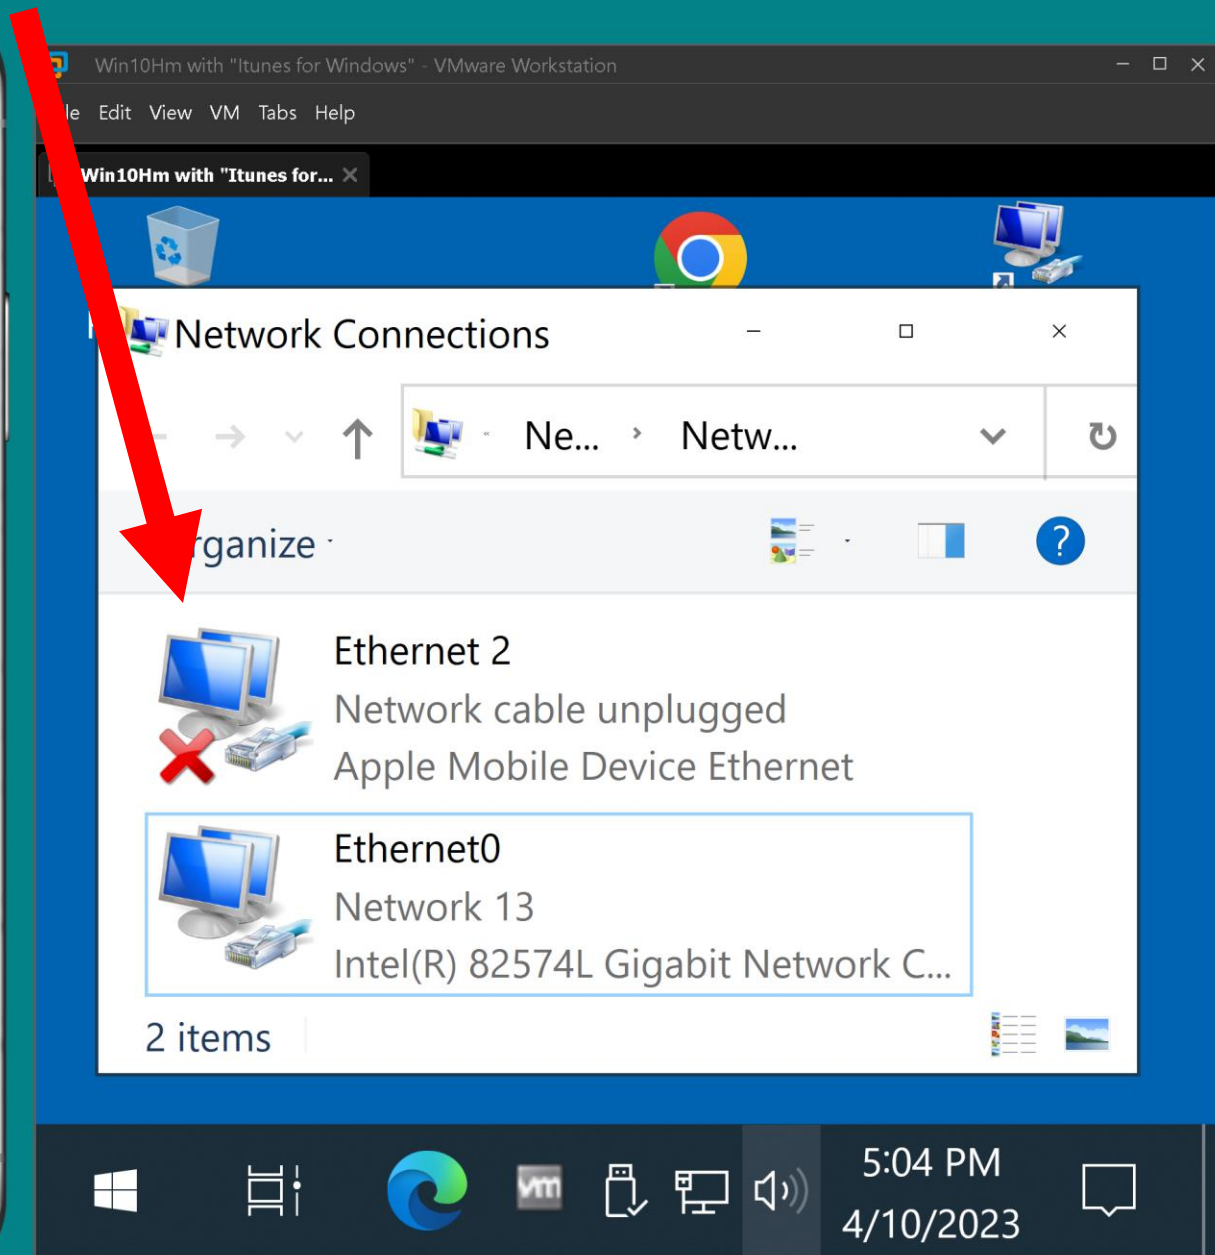 Win10Hm with "Itunes for Windows" - VMware Workstation
Edit View VM Tabs Help
Win10Hm with "Itunes for...
Network Connections
Ne... Netw...
?
Ethernet 2
Network cable unplugged
Apple Mobile Device Ethernet
Ethernet0
Network 13
Intel(R) 82574L Gigabit Network C...
2 items
vm
5:04 PM
4/10/2023